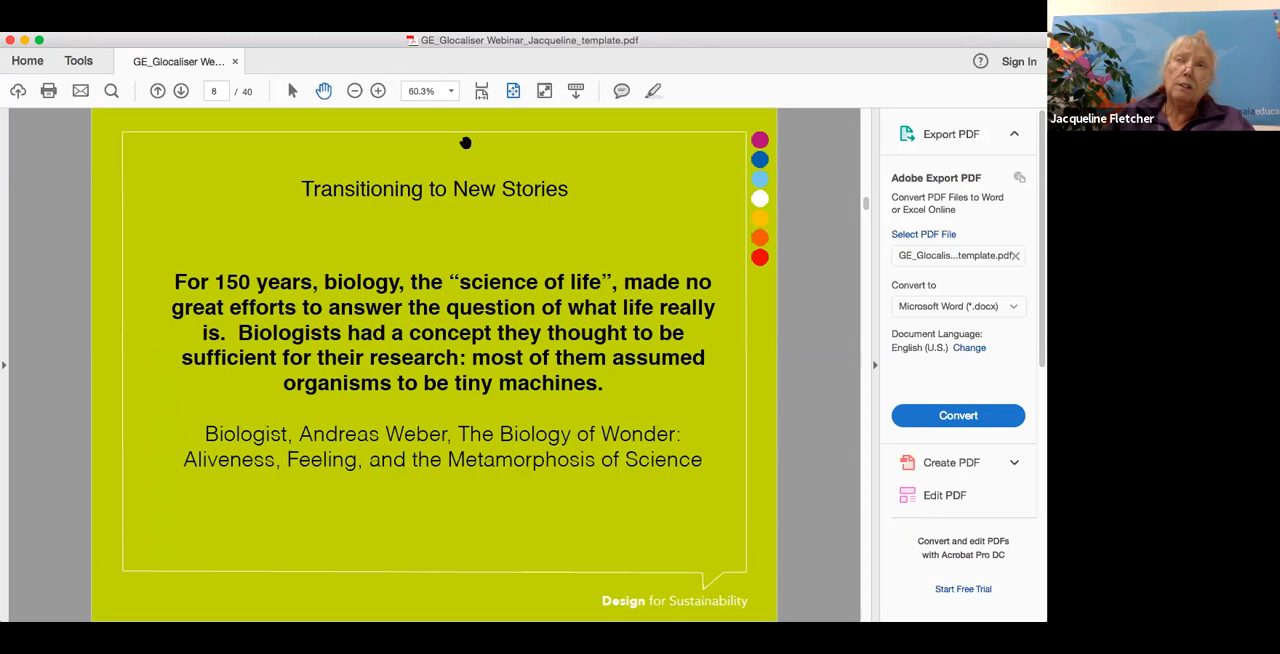 GE_Glocaliser Webinar_Jacqueline_template.pdf
Home
Tools
GE_Glocaliser We... ×
Sign In
8 / 40
60.3%
Transitioning to New Stories
For 150 years, biology, the “science of life”, made no
great efforts to answer the question of what life really
is. Biologists had a concept they thought to be
sufficient for their research: most of them assumed
organisms to be tiny machines.
Biologist, Andreas Weber, The Biology of Wonder:
Aliveness, Feeling, and the Metamorphosis of Science
Design for Sustainability
Export PDF
Adobe Export PDF
Convert PDF Files to Word
or Excel Online
Select PDF File
GE_Glocalis...template.pdf
Convert to
Microsoft Word (*.docx)
Document Language:
English (U.S.) Change
Convert
Create PDF
Edit PDF
Convert and edit PDFs
with Acrobat Pro DC
Start Free Trial
Jacqueline Fletcher